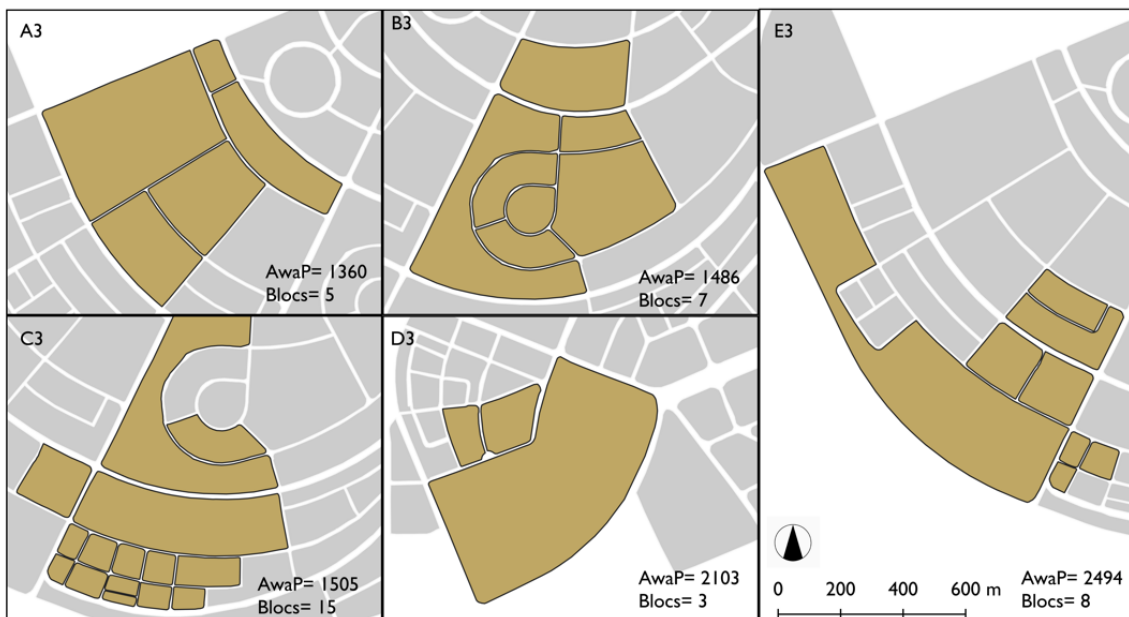 A3
AwaP= 1360
Blocs= 5
B3
AwaP= 1486
Blocs= 7
E3
C3
AwaP= 1505
Blocs= 15
D3
AwaP= 2103
Blocs= 3
AwaP= 2494
Blocs= 8
0 200 400 600 m